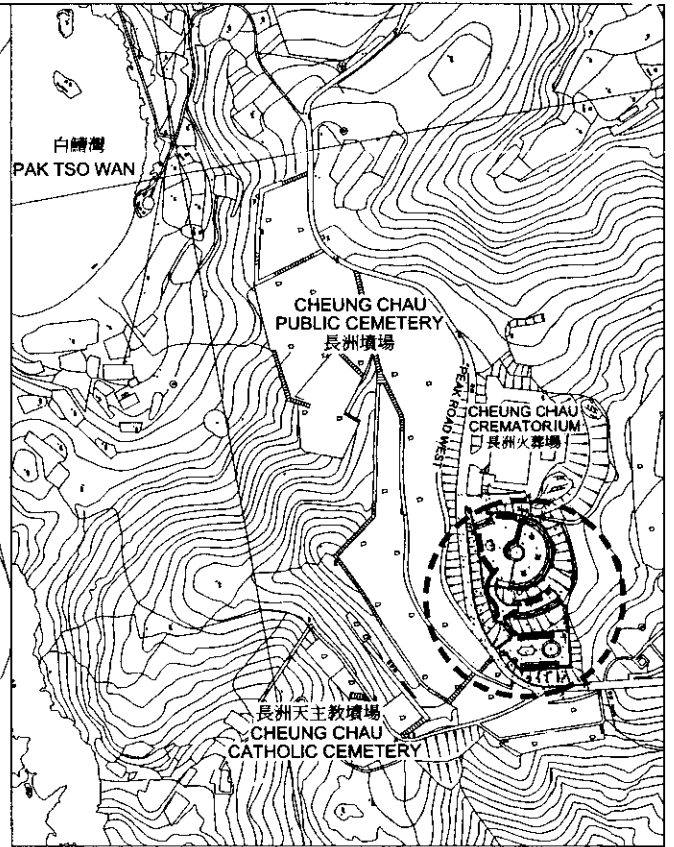 白鰽灣
PAK TSO WAN
CHEUNG CHAU
PUBLIC CEMETERY
長洲墳場
PEAK ROAD WEST
CHEUNG CHAU
CREMATORIUM
長洲火葬場
長洲天主教墳場
CHEUNG CHAU
CATHOLIC CEMETERY